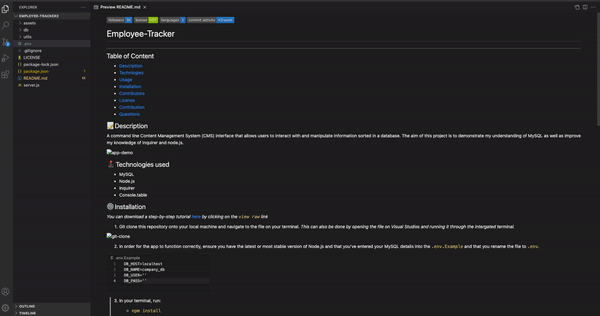 EXPLORER
Preview README.md
EMPLOYEE-TRACKER2
assets
db
utils
.env
.gitignore
LICENSE
package-lock.json
package.json
README.md
server.js
OUTLINE
TIMELINE
license
languages
Employee-Tracker
Table of Content
Description
Technlogies
Usage
Installation
Contributors
License
Contribution
Questions
Description
A command line Content Management System (CMS) interface that allows users to interact with and manipulate information sorted in a database. The aim of this project is to demonstrate my understanding of MySQL as well as improve
my knowledge of inquirer and node.js.
app-demo
Technologies used
MySQL
Node.js
Inquirer
Console.table
Installation
You can download a step-by-step tutorial here by clicking on the view raw link
1. Git clone this repository onto your local machine and navigate to the file on your terminal. This can also be done by opening the file on Visual Studios and running it through the intergated terminal.
git-clone
2. In order for the app to function correctly, ensure you have the latest or most stable version of Node.js and that you've entered your MySQL details into the .env.Example and that you rename the file to .env.
.env.Example
1 DB_HOST=localhost
2 DB_NAME=company_db
3 DB_USER=''
4 DB_PASS=''
3. In your terminal, run:
npm install